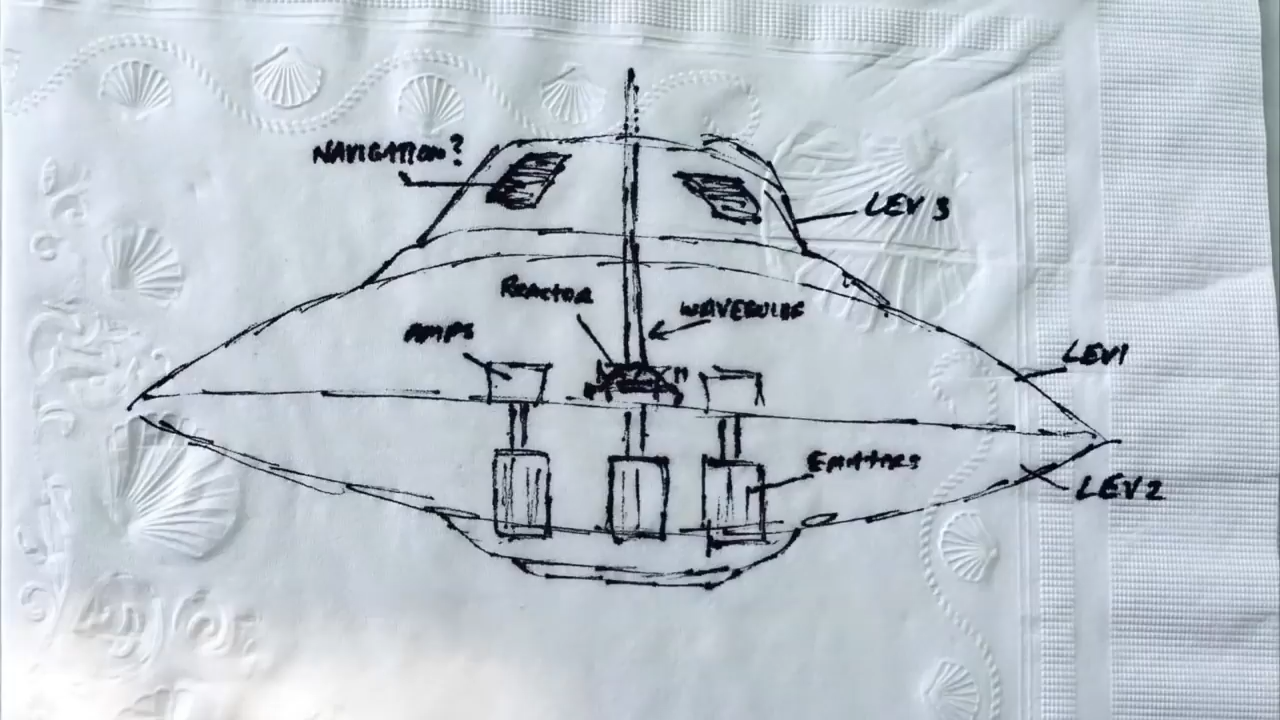 NAVIGATION?
LEV 3
REACTOR
WAVEGUIDE
AMPS
LEV1
EMITTERS
LEV2